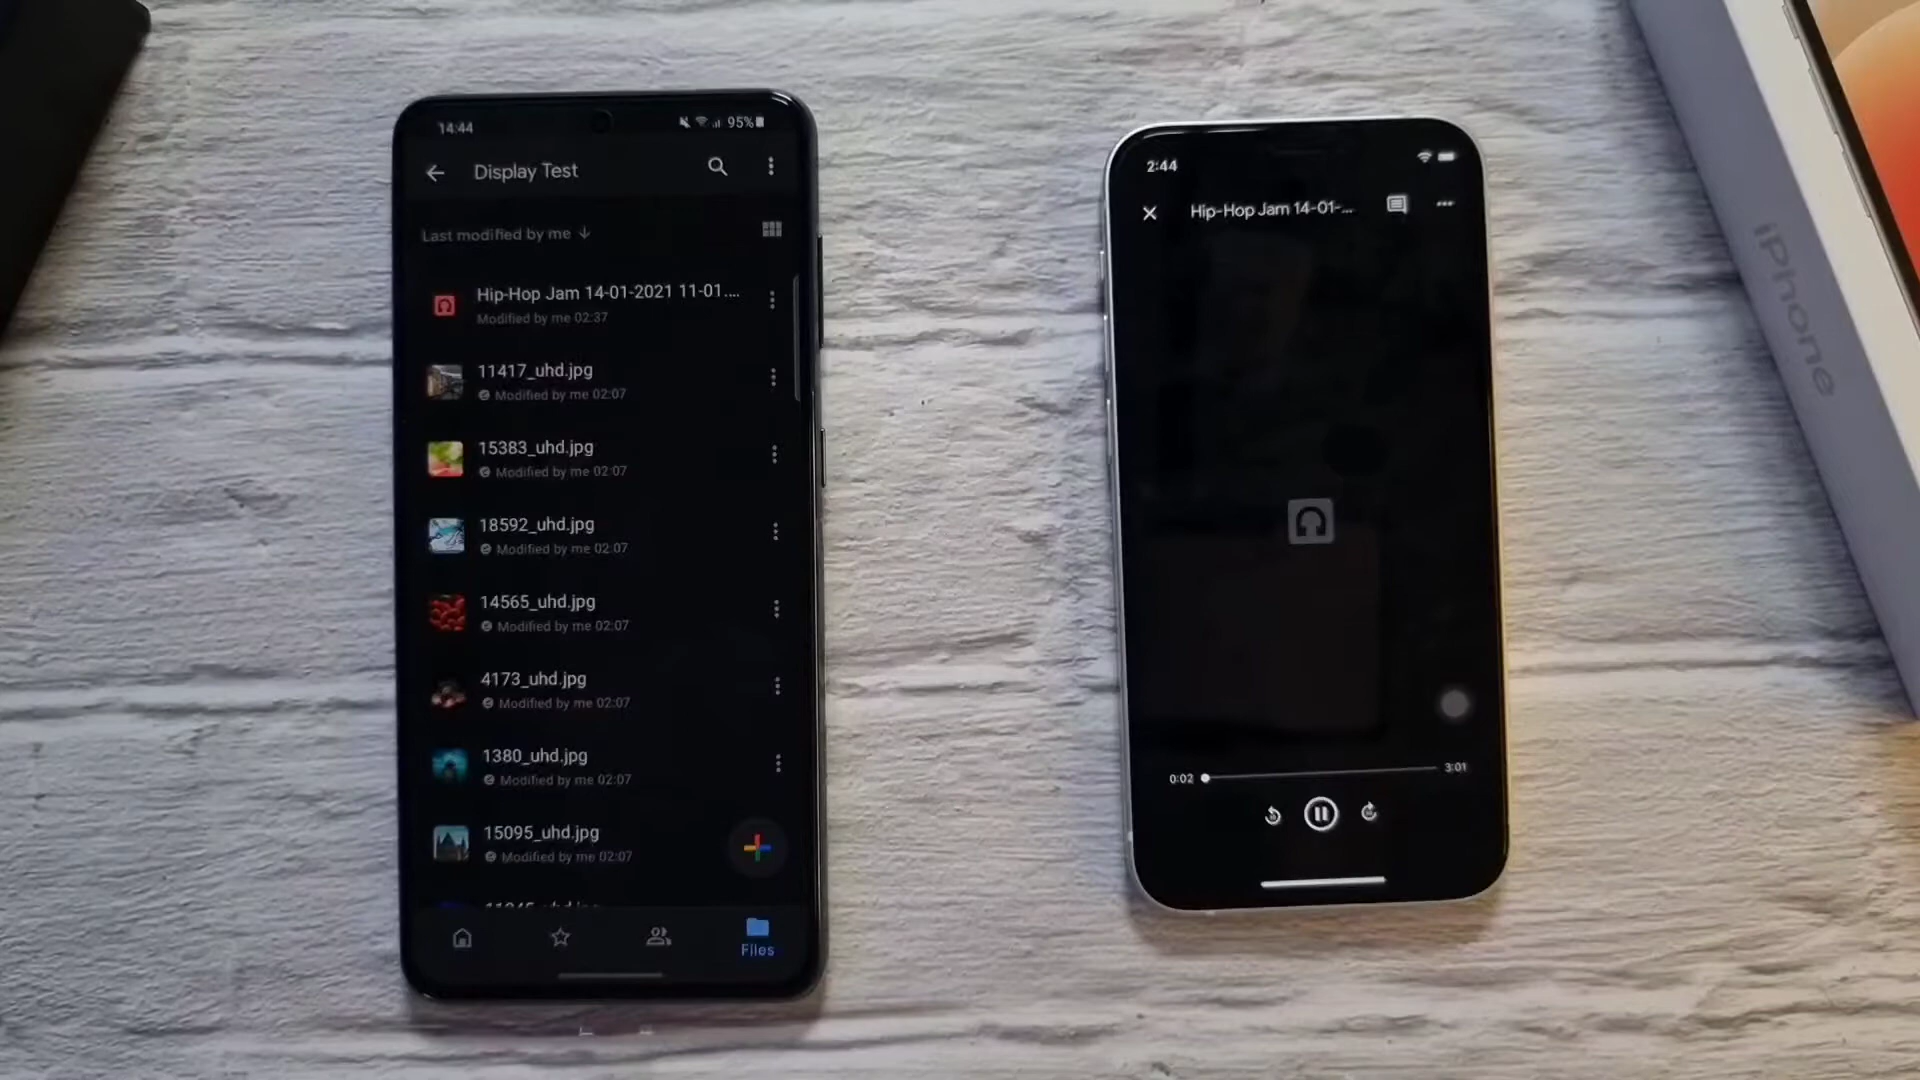 14:44
95%
Display Test
Last modified by me
Hip-Hop Jam 14-01-2021 11-01....
Modified by me 02:37
11417_uhd.jpg
Modified by me 02:07
15383_uhd.jpg
Modified by me 02:07
18592_uhd.jpg
Modified by me 02:07
14565_uhd.jpg
Modified by me 02:07
4173_uhd.jpg
Modified by me 02:07
1380_uhd.jpg
Modified by me 02:07
15095_uhd.jpg
Modified by me 02:07
Files
2:44
Hip-Hop Jam 14-01-...
0:02
3:01
iPhone